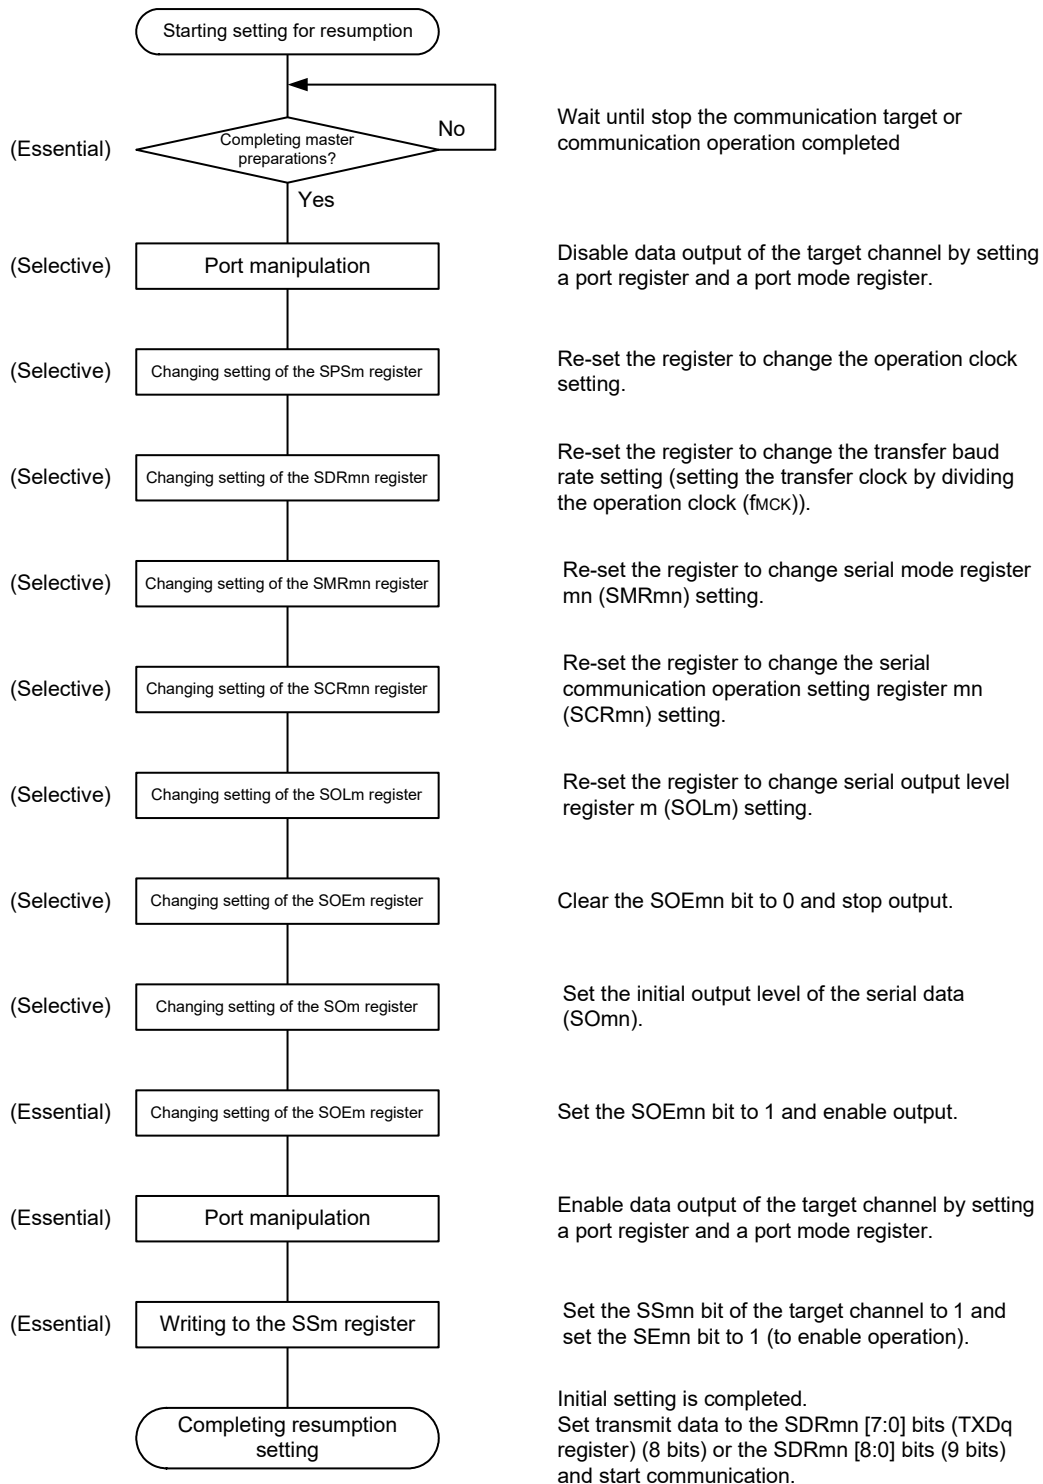 Starting setting for resumption
(Essential)
Completing master
preparations?
No
Wait until stop the communication target or
communication operation completed
Yes
(Selective)
Port manipulation
Disable data output of the target channel by setting
a port register and a port mode register.
(Selective)
Changing setting of the SPSm register
Re-set the register to change the operation clock
setting.
(Selective)
Changing setting of the SDRmn register
Re-set the register to change the transfer baud
rate setting (setting the transfer clock by dividing
the operation clock (fMCK)).
(Selective)
Changing setting of the SMRmn register
Re-set the register to change serial mode register
mn (SMRmn) setting.
(Selective)
Changing setting of the SCRmn register
Re-set the register to change the serial
communication operation setting register mn
(SCRmn) setting.
(Selective)
Changing setting of the SOLm register
Re-set the register to change serial output level
register m (SOLm) setting.
(Selective)
Changing setting of the SOEm register
Clear the SOEmn bit to 0 and stop output.
(Selective)
Changing setting of the SOm register
Set the initial output level of the serial data
(SOmn).
(Essential)
Changing setting of the SOEm register
Set the SOEmn bit to 1 and enable output.
(Essential)
Port manipulation
Enable data output of the target channel by setting
a port register and a port mode register.
(Essential)
Writing to the SSm register
Set the SSmn bit of the target channel to 1 and
set the SEmn bit to 1 (to enable operation).
Completing resumption
setting
Initial setting is completed.
Set transmit data to the SDRmn [7:0] bits (TXDq
register) (8 bits) or the SDRmn [8:0] bits (9 bits)
and start communication.